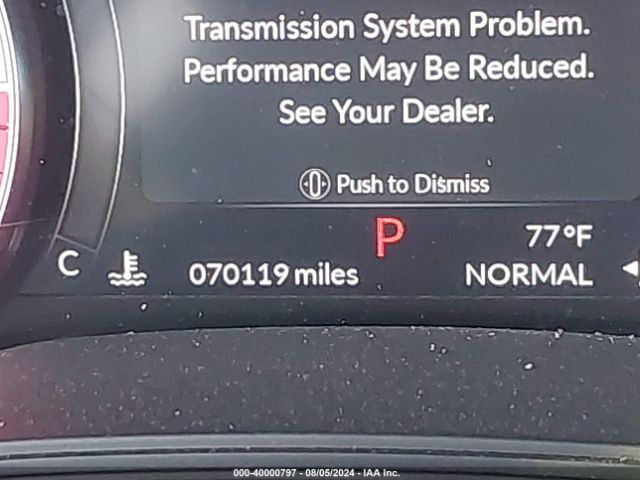 Transmission System Problem.
Performance May Be Reduced.
See Your Dealer.
Push to Dismiss
P
77°F
C
070119 miles
NORMAL
000-40000797 - 08/05/2024 - IAA Inc.